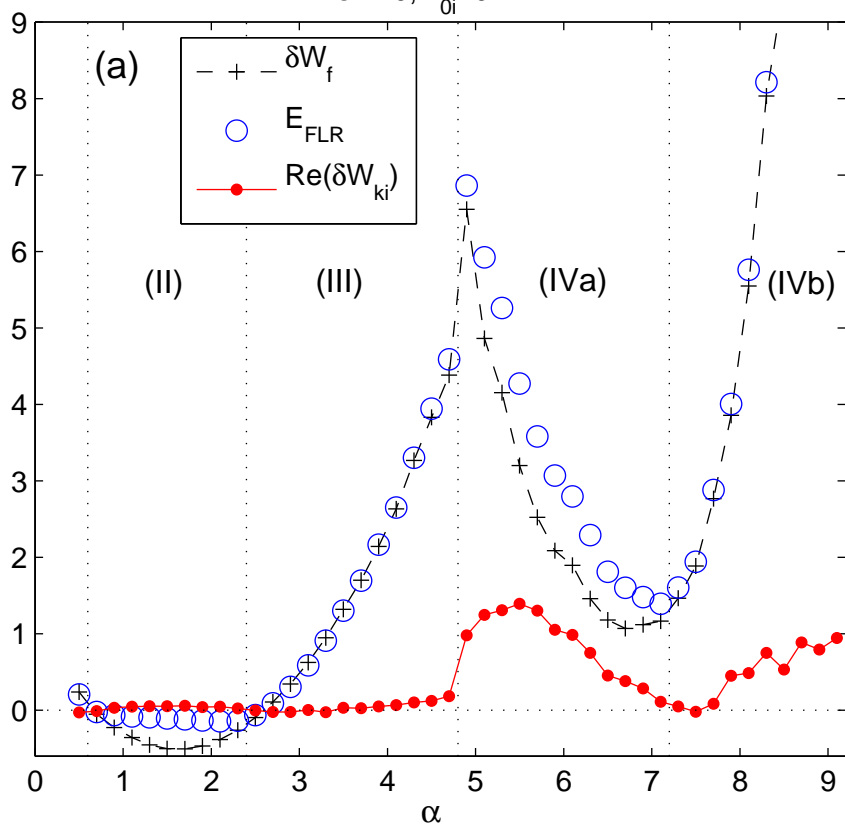 (a)
δW_f
E_FLR
Re(δW_ki)
(II)
(III)
(IVa)
(IVb)
9
8
7
6
5
4
3
2
1
0
0 1 2 3 4 5 6 7 8 9
α